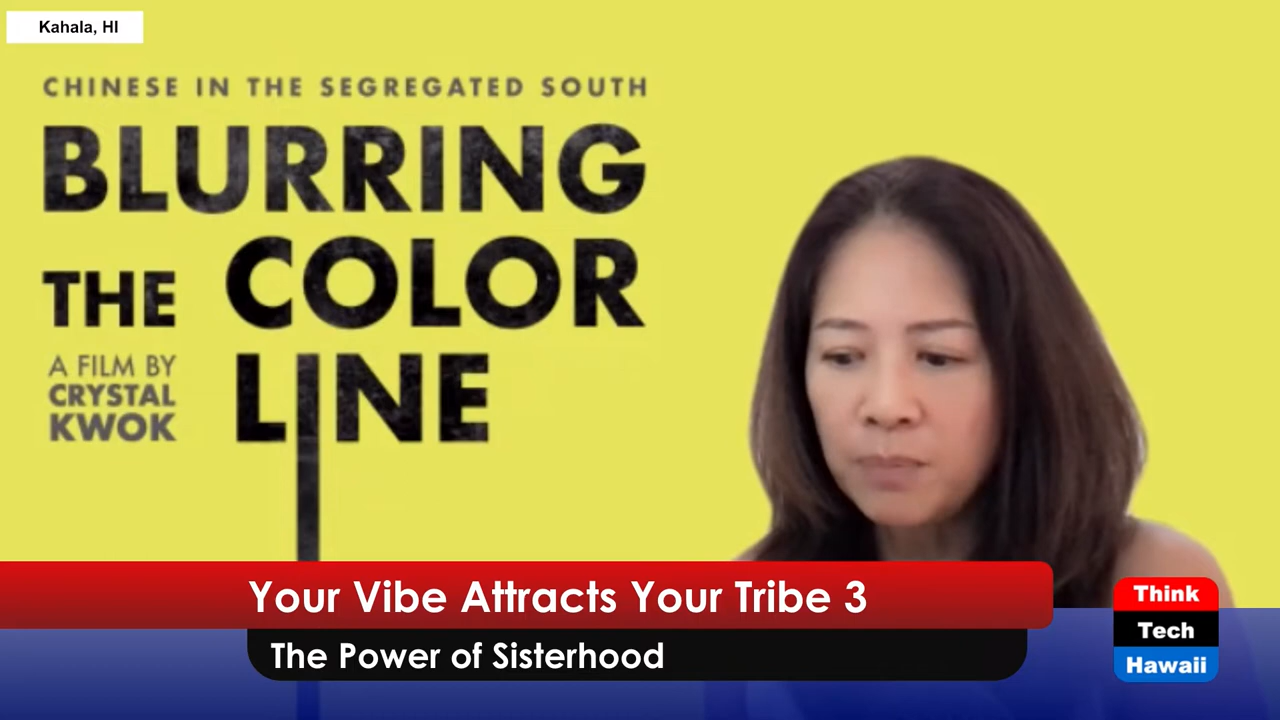 Kahala, HI
CHINESE IN THE SEGREGATED SOUTH
BLURRING
THE COLOR
A FILM BY
CRYSTAL
KWOK
LINE
Your Vibe Attracts Your Tribe 3
The Power of Sisterhood
Think
Tech
Hawaii